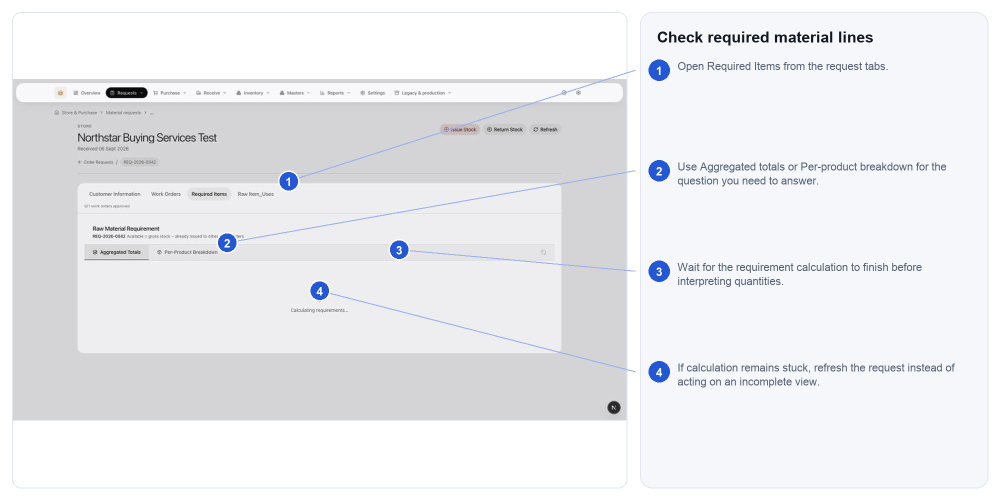 Overview
Requests
Purchase
Receive
Inventory
Masters
Reports
Settings
Legacy & production
Store & Purchase > Material requests > ...
STORE
Northstar Buying Services Test
Received 06 Sept 2026
Issue Stock
Return Stock
Refresh
← Order Requests / REQ-2026-0042
1
Customer Information
Work Orders
Required Items
Raw Item_Uses
0/1 work orders approved
Raw Material Requirement
REQ-2026-0042 Available = gross stock – already issued to other
2
Aggregated Totals
Per-Product Breakdown
3
4
Calculating requirements...
N
Check required material lines
1 Open Required Items from the request tabs.
2 Use Aggregated totals or Per-product breakdown for the
question you need to answer.
3 Wait for the requirement calculation to finish before
interpreting quantities.
4 If calculation remains stuck, refresh the request instead of
acting on an incomplete view.